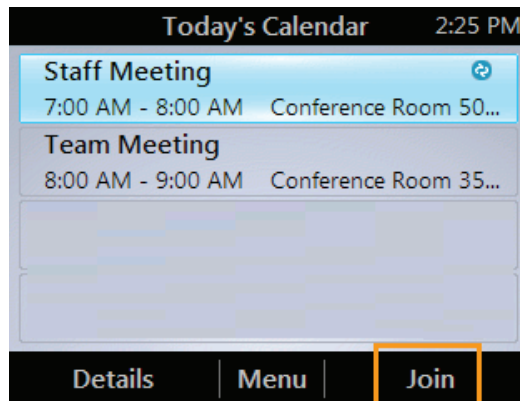 Today's Calendar 2:25 PM
Staff Meeting
7:00 AM - 8:00 AM Conference Room 50...
Team Meeting
8:00 AM - 9:00 AM Conference Room 35...
Details Menu Join